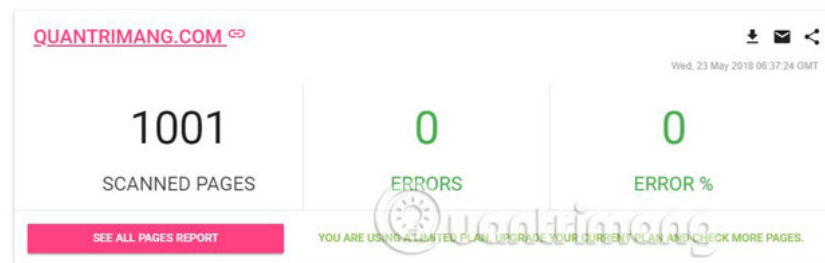 QUANTRIMANG.COM
Wed, 23 May 2018 06:37:24 GMT
1001 0 0
SCANNED PAGES ERRORS ERROR %
SEE ALL PAGES REPORT YOU ARE USING A LIMITED PLAN. UPGRADE YOUR CURRENT PLAN AND CHECK MORE PAGES.
Quantrimang